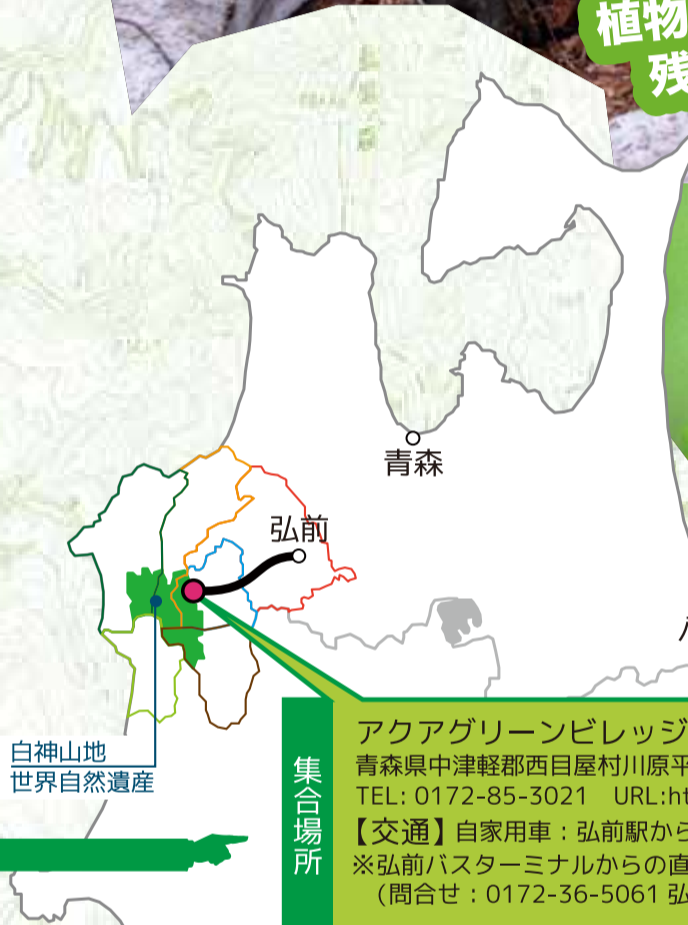 植物
残
青森
弘前
白神山地
世界自然遺産
集合場所
アクアグリーンビレッジ
青森県中津軽郡西目屋村川原平
TEL: 0172-85-3021 URL:ht
【交通】自家用車：弘前駅から
※弘前バスターミナルからの直
(問合せ：0172-36-5061 弘